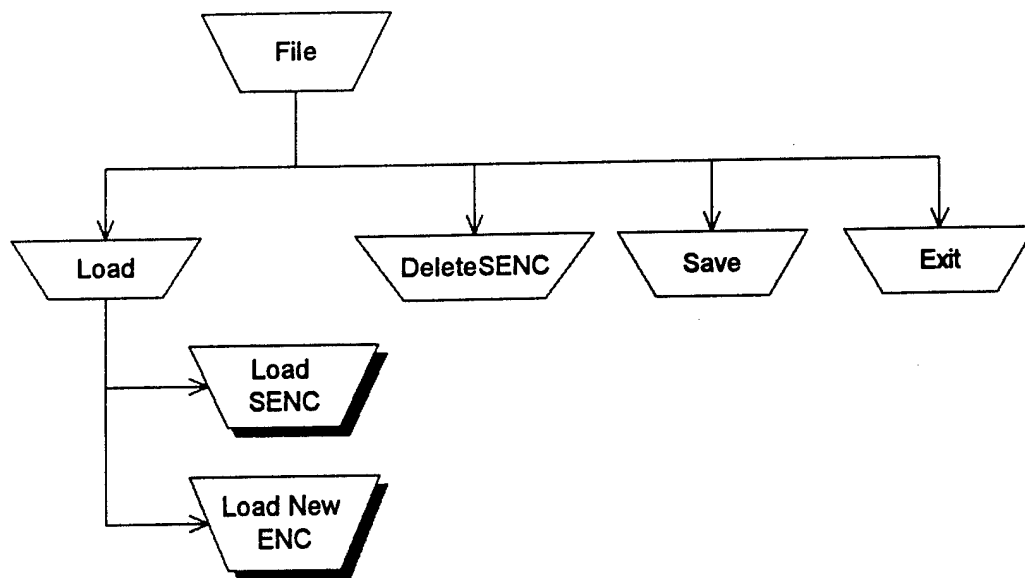 File
Load
DeleteSENC
Save
Exit
Load
SENC
Load New
ENC